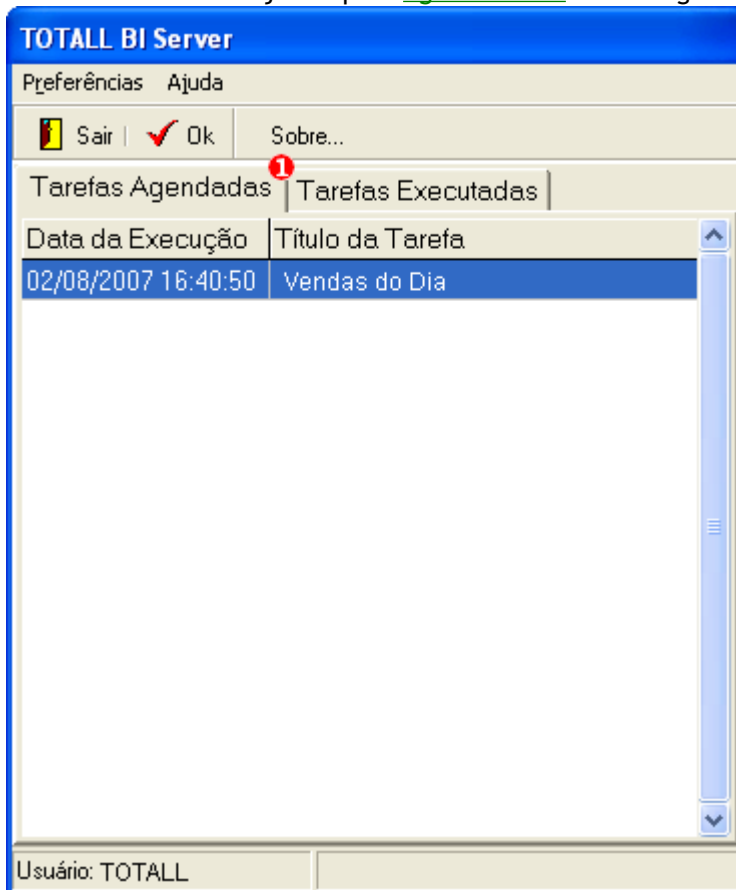 TOTALL BI Server
Preferências Ajuda
Sair Ok Sobre...
1
Tarefas Agendadas Tarefas Executadas
Data da Execução Título da Tarefa
02/08/2007 16:40:50 Vendas do Dia
Usuário: TOTALL